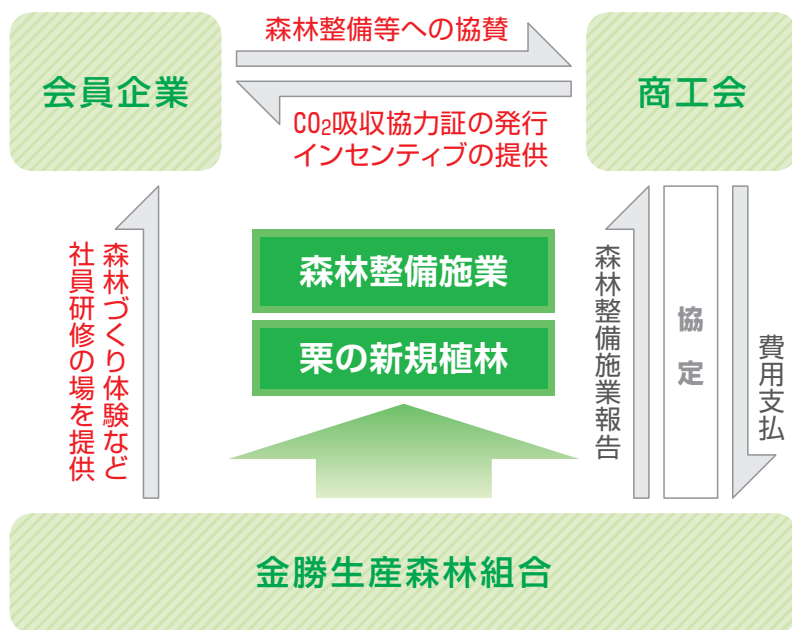 森林整備等への協賛
会員企業
商工会
CO₂吸収協力証の発行
インセンティブの提供
森林づくり体験など
社員研修の場を提供
森林整備施業
栗の新規植林
森林整備施業報告
協定
費用支払
金勝生産森林組合